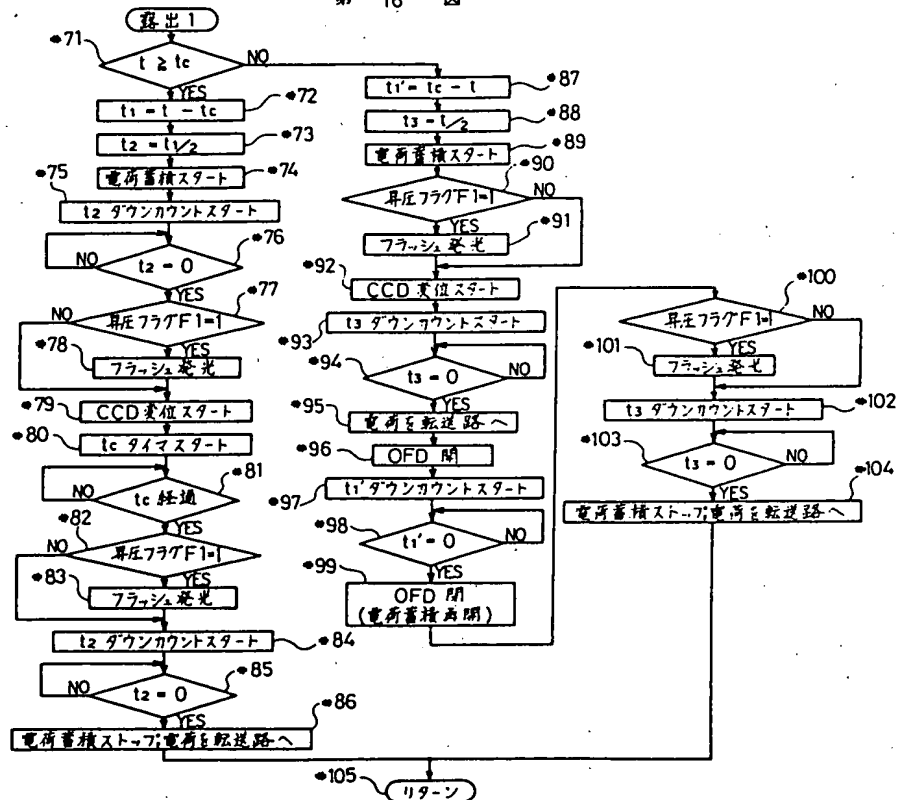 第 16 図
露出1
*71
t ≧ tc
NO
YES
t1 = t - tc
*72
t2 = t1/2
*73
電荷蓄積スタート
*74
*75
t2 ダウンカウントスタート
*76
t2 = 0
NO
YES
*77
昇圧フラグF1=1
NO
YES
*78
フラッシュ発光
*79
CCD変位スタート
*80
tc タイマスタート
*81
tc 経過
NO
YES
*82
昇圧フラグF1=1
NO
YES
*83
フラッシュ発光
t2 ダウンカウントスタート
*84
*85
t2 = 0
NO
YES
*86
電荷蓄積ストップ;電荷を転送路へ
*87
t1' = tc - t
*88
t3 = t/2
*89
電荷蓄積スタート
*90
昇圧フラグF1=1
NO
YES
*91
フラッシュ発光
*92
CCD変位スタート
*93
t3 ダウンカウントスタート
*94
t3 = 0
NO
YES
*95
電荷を転送路へ
*96
OFD 開
*97
t1' ダウンカウントスタート
*98
t1' = 0
NO
YES
*99
OFD 閉
(電荷蓄積再開)
*100
昇圧フラグF1=1
NO
YES
*101
フラッシュ発光
t3 ダウンカウントスタート
*102
*103
t3 = 0
NO
YES
*104
電荷蓄積ストップ;電荷を転送路へ
*105
リターン